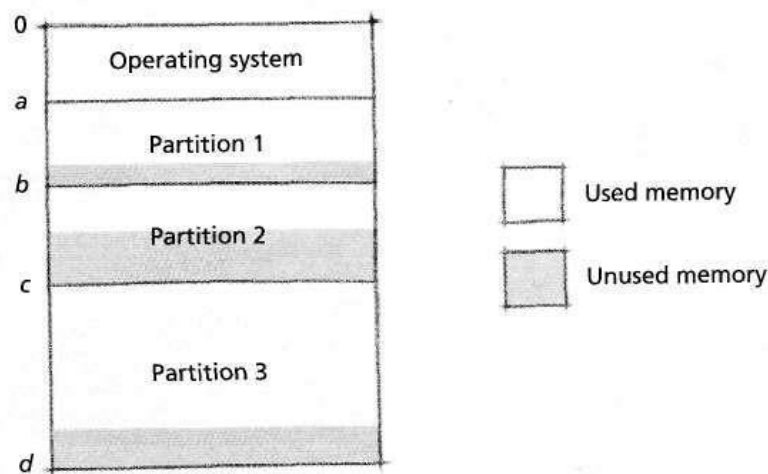 0
Operating system
a
Partition 1
b
Partition 2
c
Partition 3
d
Used memory
Unused memory